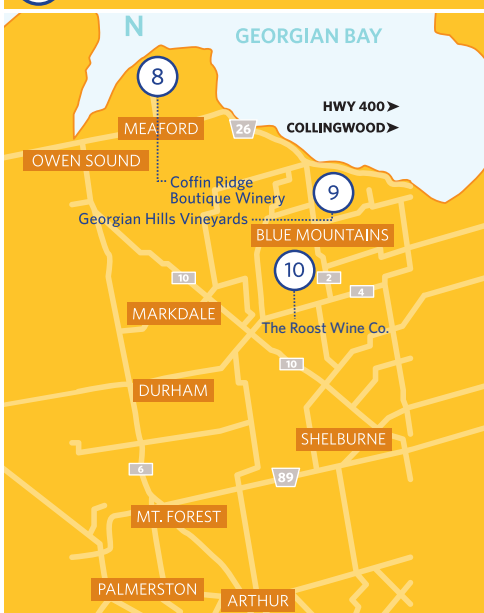 N
GEORGIAN BAY
8
HWY 400➤
COLLINGWOOD➤
MEAFORD
26
OWEN SOUND
Coffin Ridge
Boutique Winery
9
Georgian Hills Vineyards
BLUE MOUNTAINS
10
10
2
4
MARKDALE
The Roost Wine Co.
10
DURHAM
SHELBURNE
6
89
MT. FOREST
PALMERSTON
ARTHUR